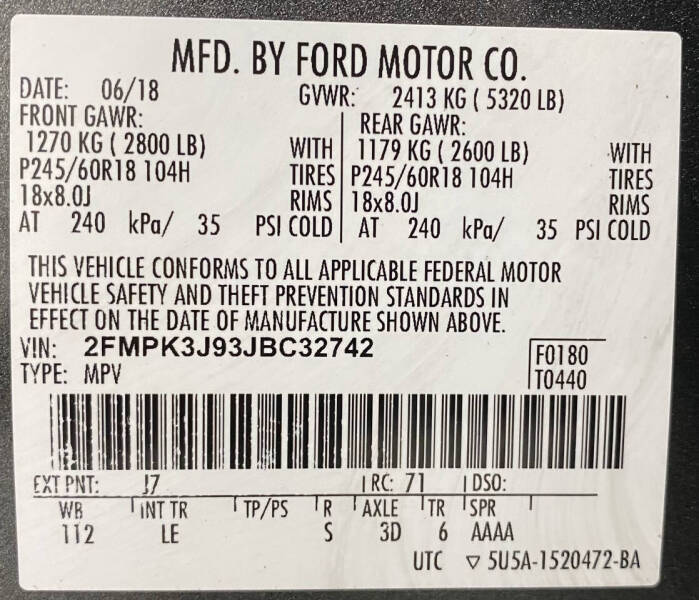 MFD. BY FORD MOTOR CO.
DATE: 06/18 GVWR: 2413 KG ( 5320 LB)
FRONT GAWR: REAR GAWR:
1270 KG ( 2800 LB) WITH 1179 KG ( 2600 LB) WITH
P245/60R18 104H TIRES P245/60R18 104H TIRES
18x8.0J RIMS 18x8.0J RIMS
AT 240 kPa/ 35 PSI COLD AT 240 kPa/ 35 PSI COLD
THIS VEHICLE CONFORMS TO ALL APPLICABLE FEDERAL MOTOR
VEHICLE SAFETY AND THEFT PREVENTION STANDARDS IN
EFFECT ON THE DATE OF MANUFACTURE SHOWN ABOVE.
VIN: 2FMPK3J93JBC32742 F0180
TYPE: MPV T0440
EXT PNT: J7 RC: 71 DSO:
WB INT TR TP/PS R AXLE TR SPR
112 LE S 3D 6 AAAA
UTC ▽ 5U5A-1520472-BA